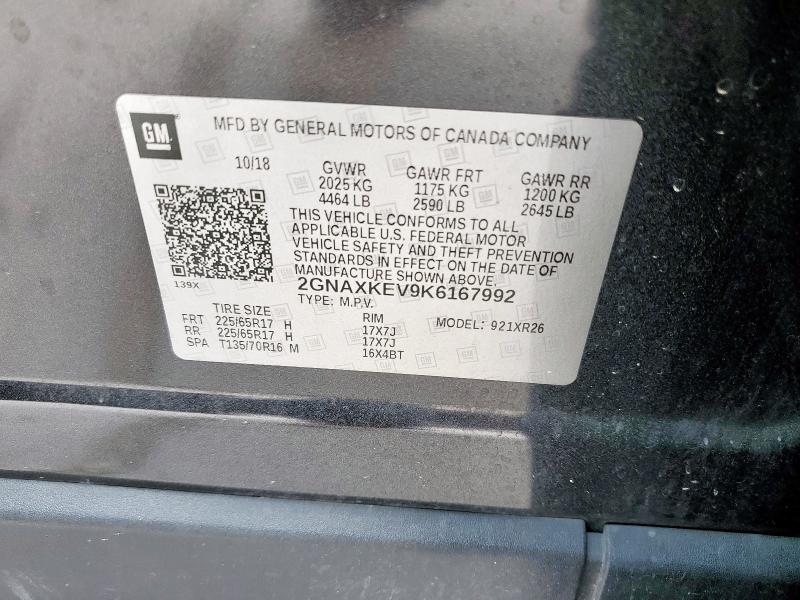 GM
MFD BY GENERAL MOTORS OF CANADA COMPANY
10/18 GVWR GAWR FRT GAWR RR
2025 KG 1175 KG 1200 KG
4464 LB 2590 LB 2645 LB
THIS VEHICLE CONFORMS TO ALL
APPLICABLE U.S. FEDERAL MOTOR
VEHICLE SAFETY AND THEFT PREVENTION
STANDARDS IN EFFECT ON THE DATE OF
MANUFACTURE SHOWN ABOVE.
139X
2GNAXKEV9K6167992
TYPE: M.P.V.
TIRE SIZE RIM MODEL: 921XR26
FRT 225/65R17 H 17X7J
RR 225/65R17 H 17X7J
SPA T135/70R16 M 16X4BT